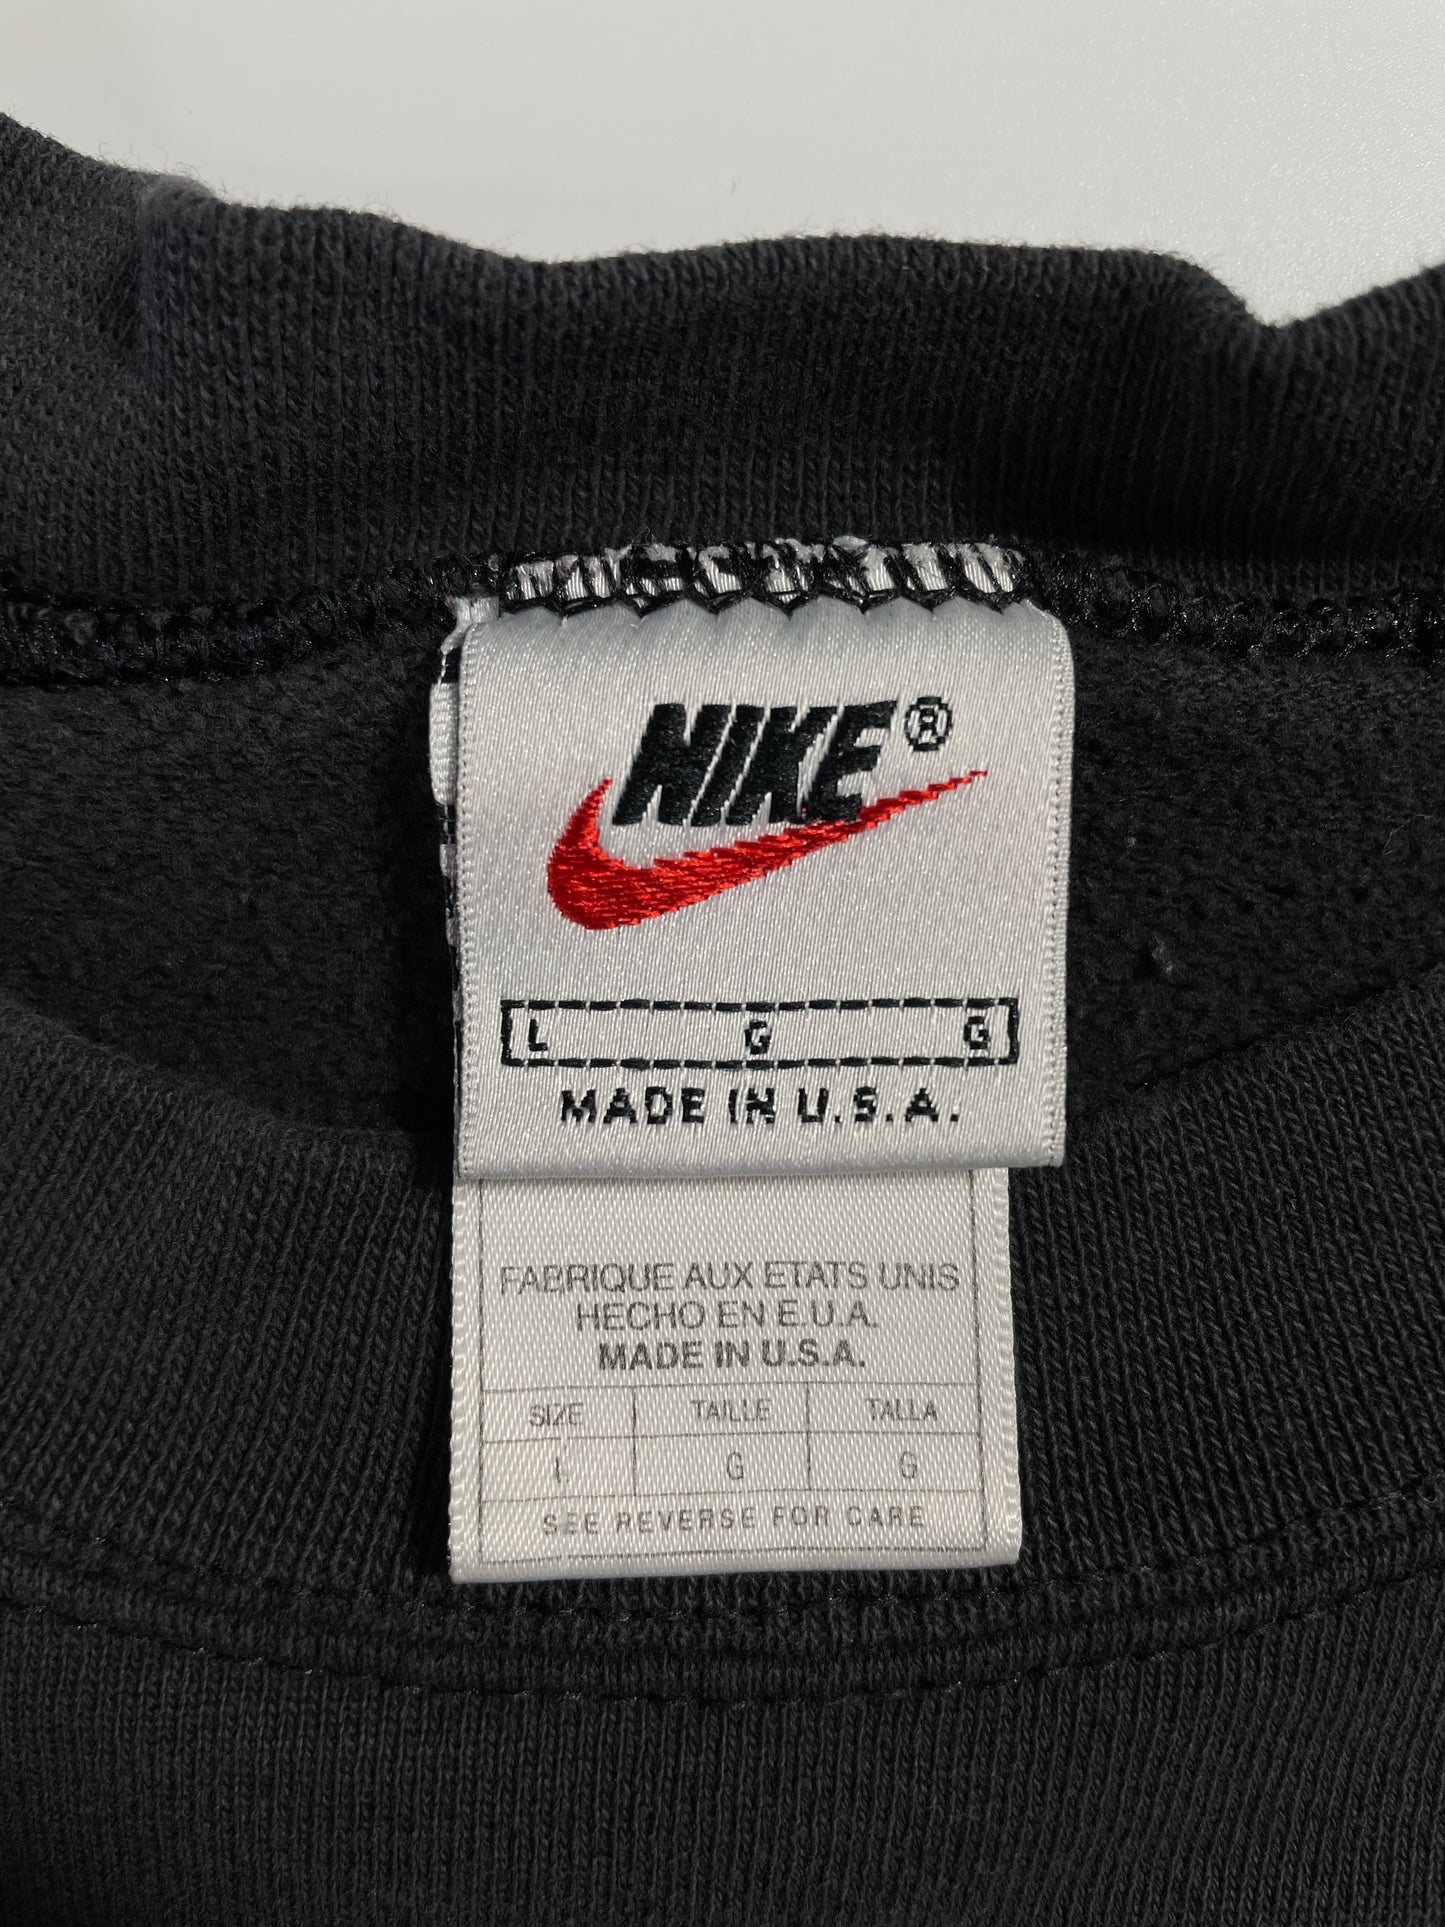 NIKE®
L G G
MADE IN U.S.A.
FABRIQUE AUX ETATS UNIS
HECHO EN E.U.A.
MADE IN U.S.A.
SIZE TAILLE TALLA
L G G
SEE REVERSE FOR CARE